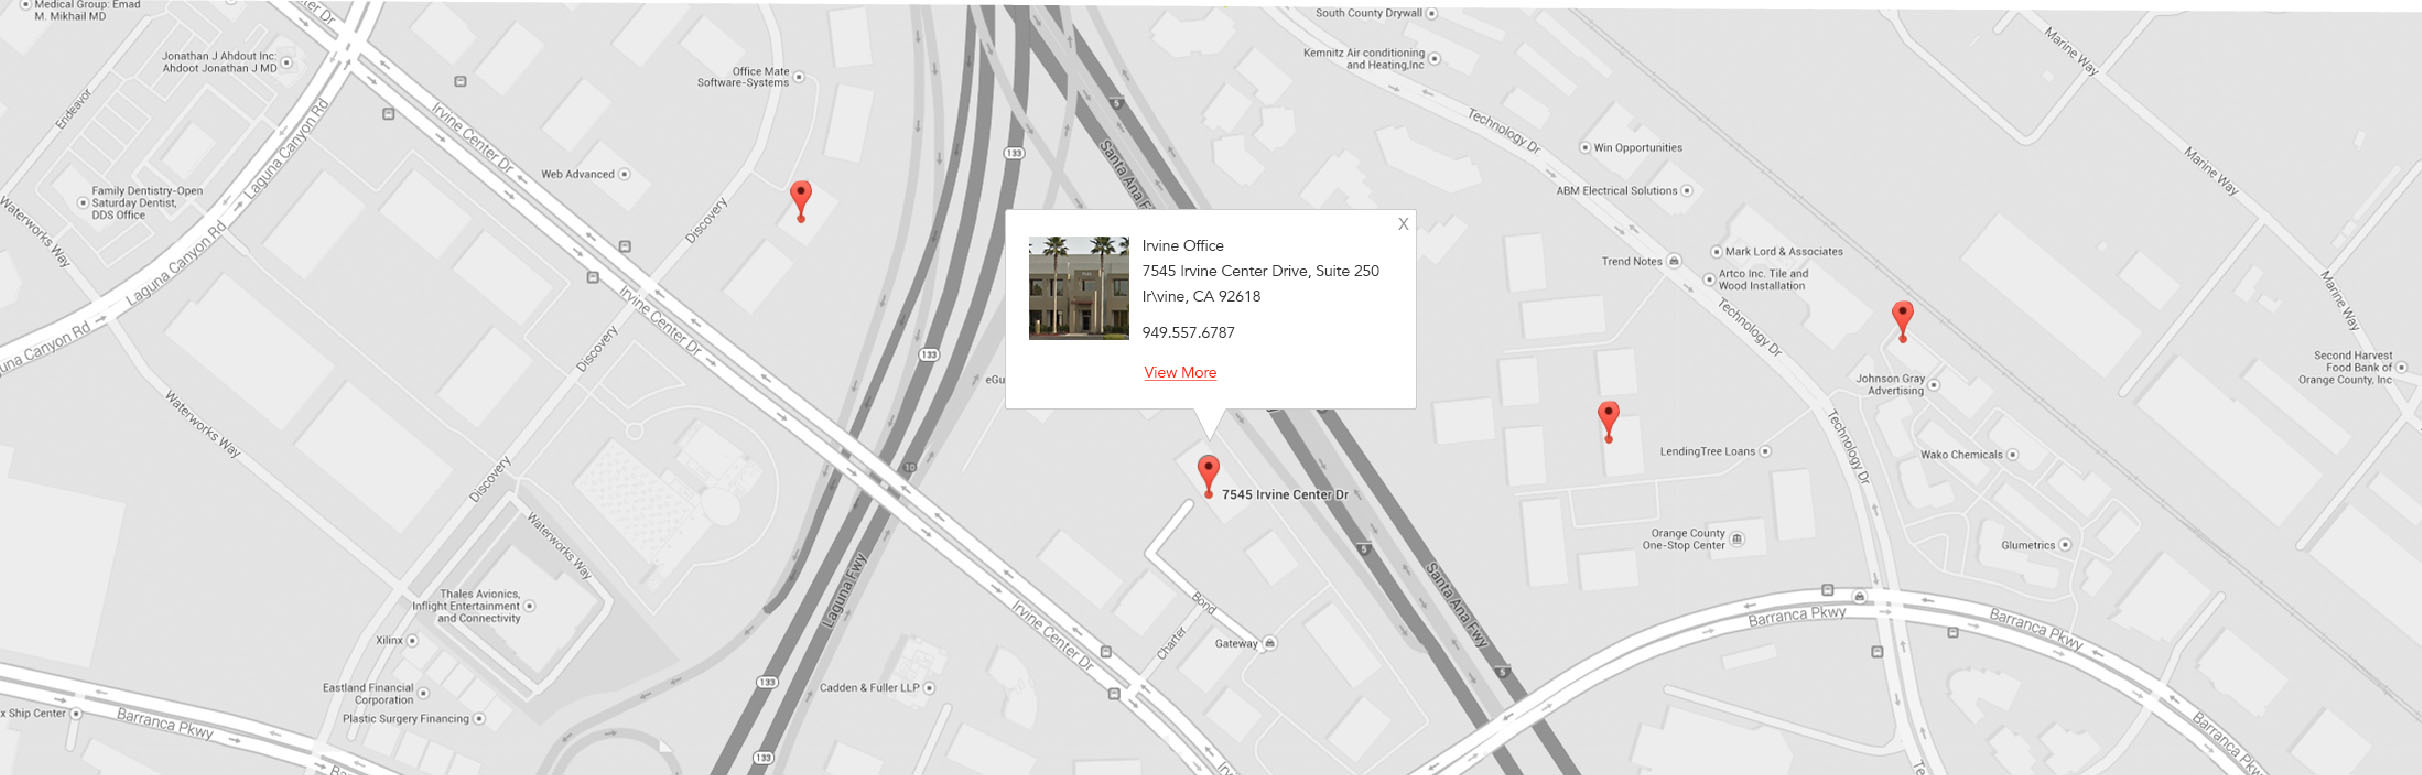 Medical Group: Emad
M. Mikhail MD
Jonathan J Ahdout Inc:
Ahdoot Jonathan J MD
Endeavor
Laguna Canyon Rd
Irvine Center Dr
Office Mate
Software-Systems
South County Drywall
Kemnitz Air conditioning
and Heating,Inc
Marine Way
5
Technology Dr
133
Santa Ana F
Win Opportunities
Marine Way
Web Advanced
ABM Electrical Solutions
Family Dentistry-Open
Saturday Dentist,
DDS Office
Waterworks Way
Discovery
Laguna Canyon Rd
X
Irvine Office
7545 Irvine Center Drive, Suite 250
Ir\vine, CA 92618
949.557.6787
View More
Mark Lord & Associates
Trend Notes
Artco Inc. Tile and
Wood Installation
Marine Way
Irvine Center Dr
Technology Dr
una Canyon Rd
Discovery
133
eGu
Second Harvest
Food Bank of
Orange County, Inc
Johnson Gray
Advertising
Waterworks Way
Technology Dr
LendingTree Loans
Wako Chemicals
10
Discovery
7545 Irvine Center Dr
Waterworks Way
Orange County
One-Stop Center
5
Glumetrics
Laguna Fwy
Santa Ana Fwy
Thales Avionics,
Inflight Entertainment
and Connectivity
Bond
Irvine Center Dr
Barranca Pkwy
Barranca Pkwy
Xilinx
Charter
Gateway
5
133
Cadden & Fuller LLP
Eastland Financial
Corporation
x Ship Center
Plastic Surgery Financing
Barranca Pkwy
Barranca Pkwy
133